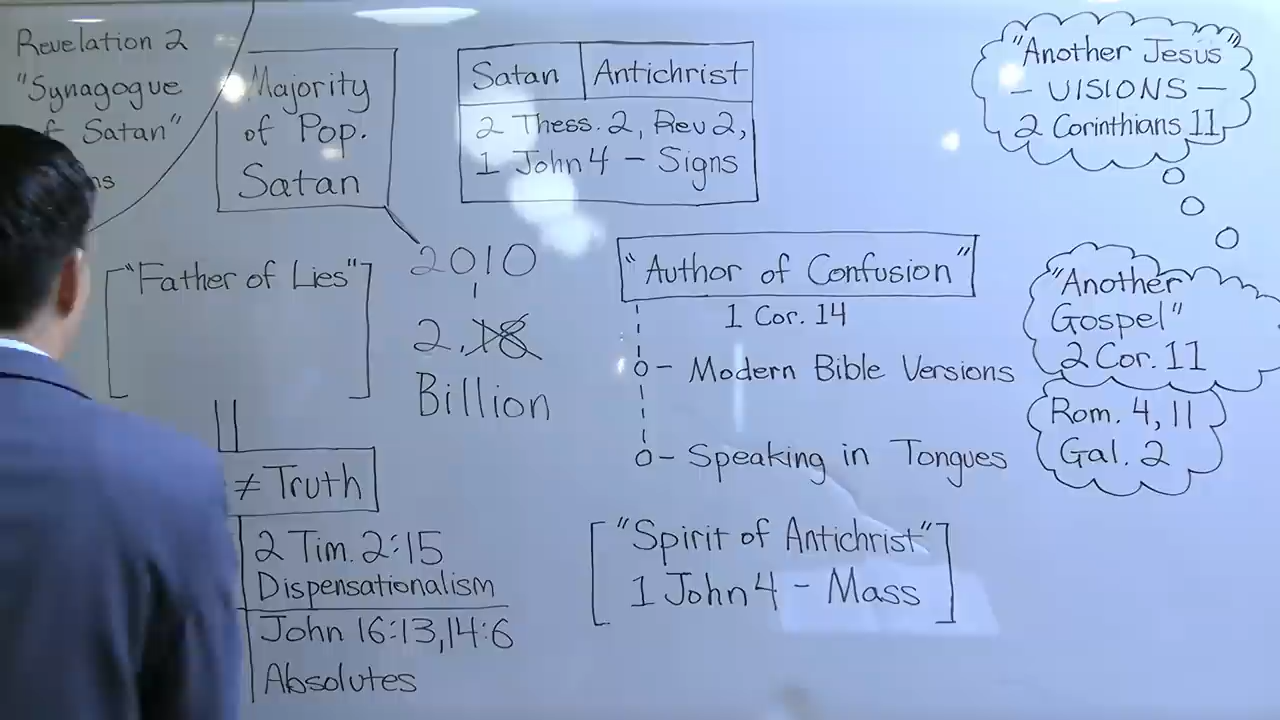 Revelation 2
"Synagogue
f Satan"
ns
Majority
of Pop.
Satan
Satan | Antichrist
2 Thess. 2, Rev 2,
1 John 4 - Signs
"Another Jesus"
- VISIONS -
2 Corinthians 11
"Father of Lies"
2010
2.18
Billion
"Author of Confusion"
1 Cor. 14
- Modern Bible Versions
- Speaking in Tongues
"Another
Gospel"
2 Cor. 11
Rom. 4, 11
Gal. 2
≠ Truth
2 Tim. 2:15
Dispensationalism
John 16:13,14:6
Absolutes
"Spirit of Antichrist"
1 John 4 - Mass